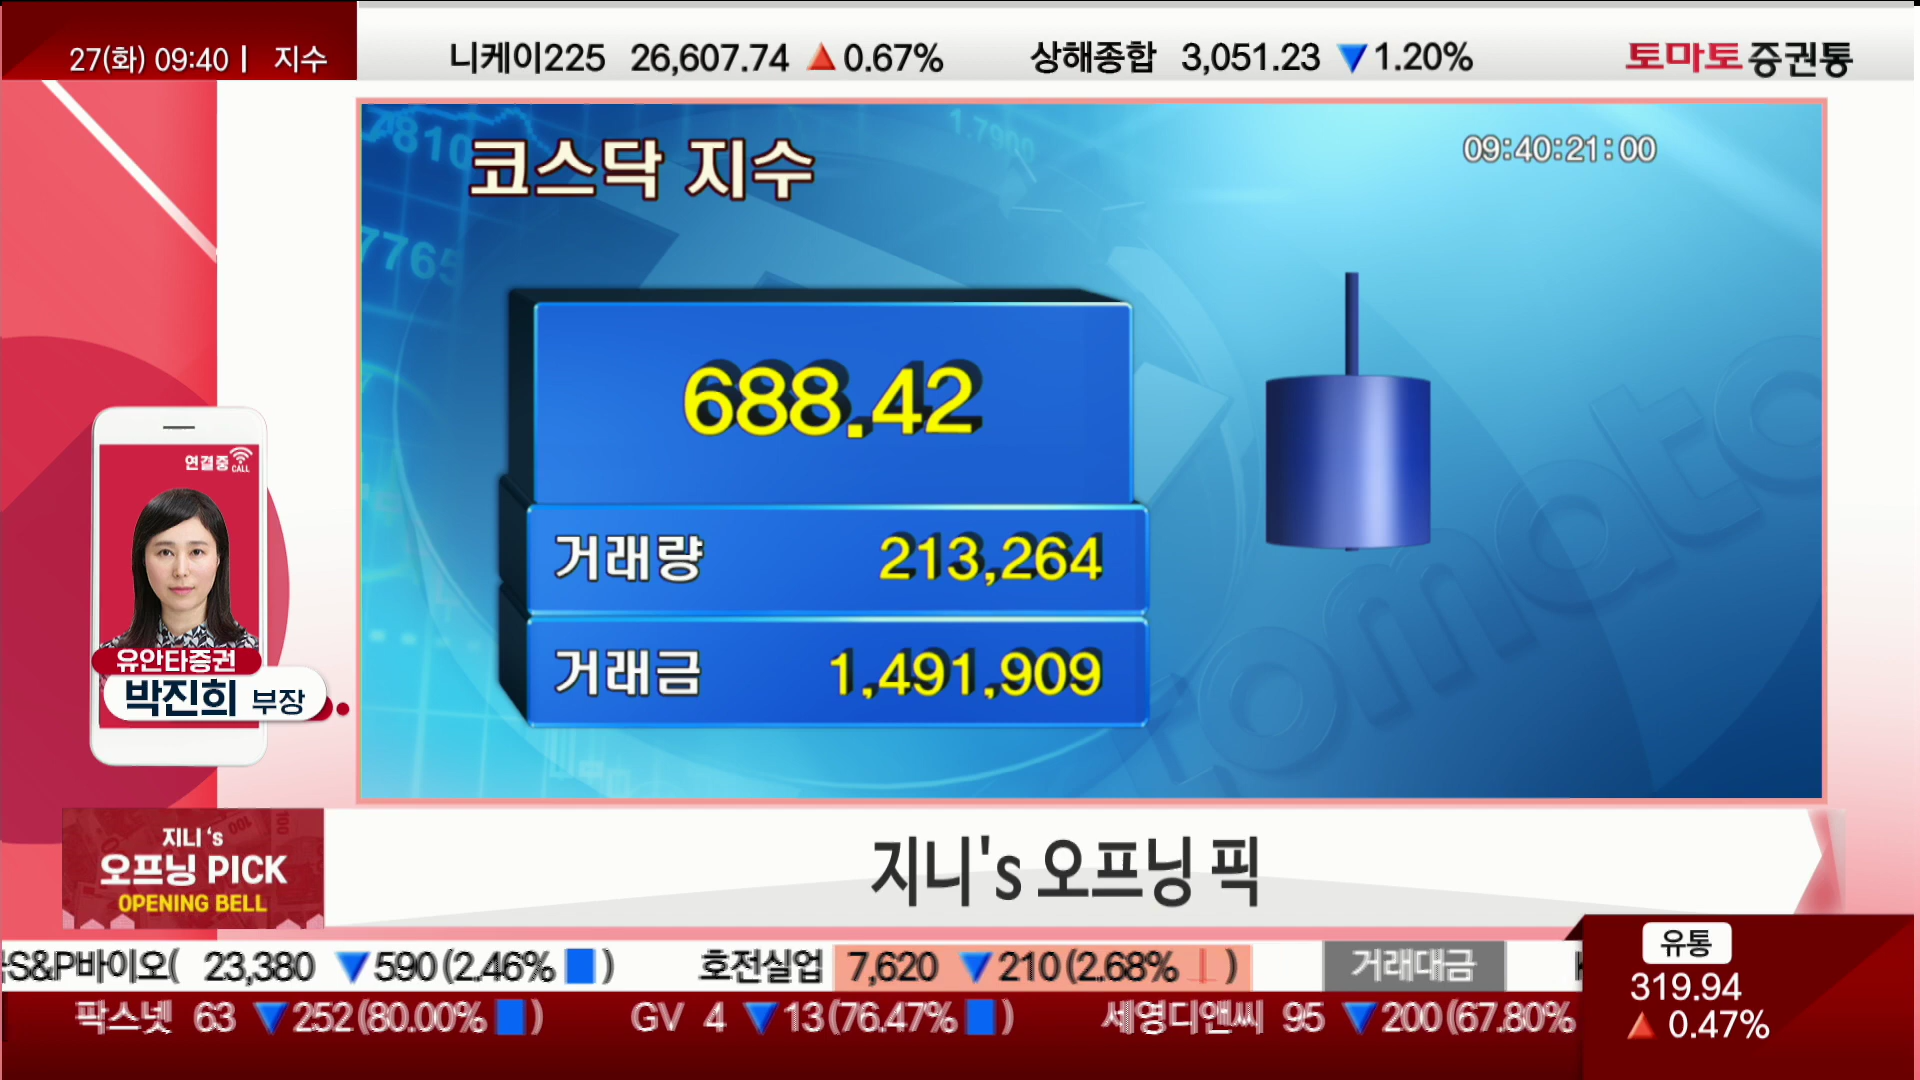 27(화) 09:40 | 지수
니케이225 26,607.74 ▲0.67% 상해종합 3,051.23 ▼1.20%
토마토증권통
코스닥 지수
09:40:21:00
688.42
거래량 213,264
거래금 1,491,909
연결중
CALL
유안타증권
박진희 부장
지니 's
오프닝 PICK
OPENING BELL
지니's 오프닝 픽
S&P바이오( 23,380 ▼590(2.46% ) 호전실업 7,620 ▼210(2.68% ↓) 거래대금
팍스넷 63 ▼252(80.00% ) GV 4 ▼13(76.47% ) 세영디앤씨 95 ▼200(67.80%
유통
319.94
▲ 0.47%
tomato